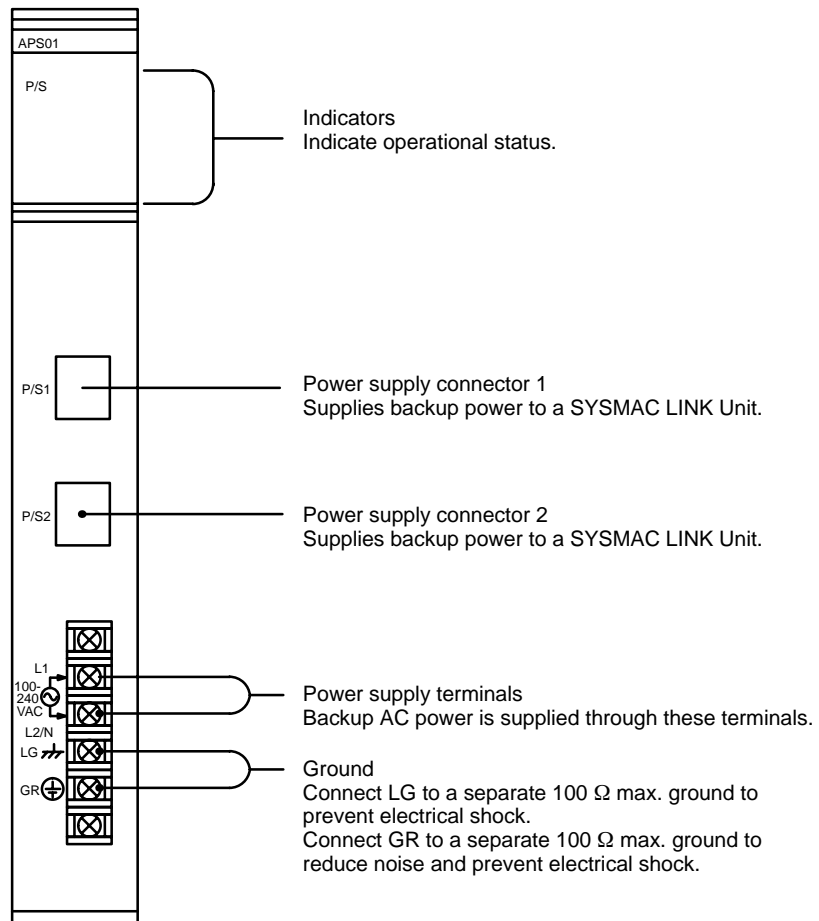 APS01
P/S
Indicators
Indicate operational status.
P/S1
Power supply connector 1
Supplies backup power to a SYSMAC LINK Unit.
P/S2
Power supply connector 2
Supplies backup power to a SYSMAC LINK Unit.
L1
100-
240
VAC
L2/N
Power supply terminals
Backup AC power is supplied through these terminals.
LG
GR
Ground
Connect LG to a separate 100 Ω max. ground to
prevent electrical shock.
Connect GR to a separate 100 Ω max. ground to
reduce noise and prevent electrical shock.